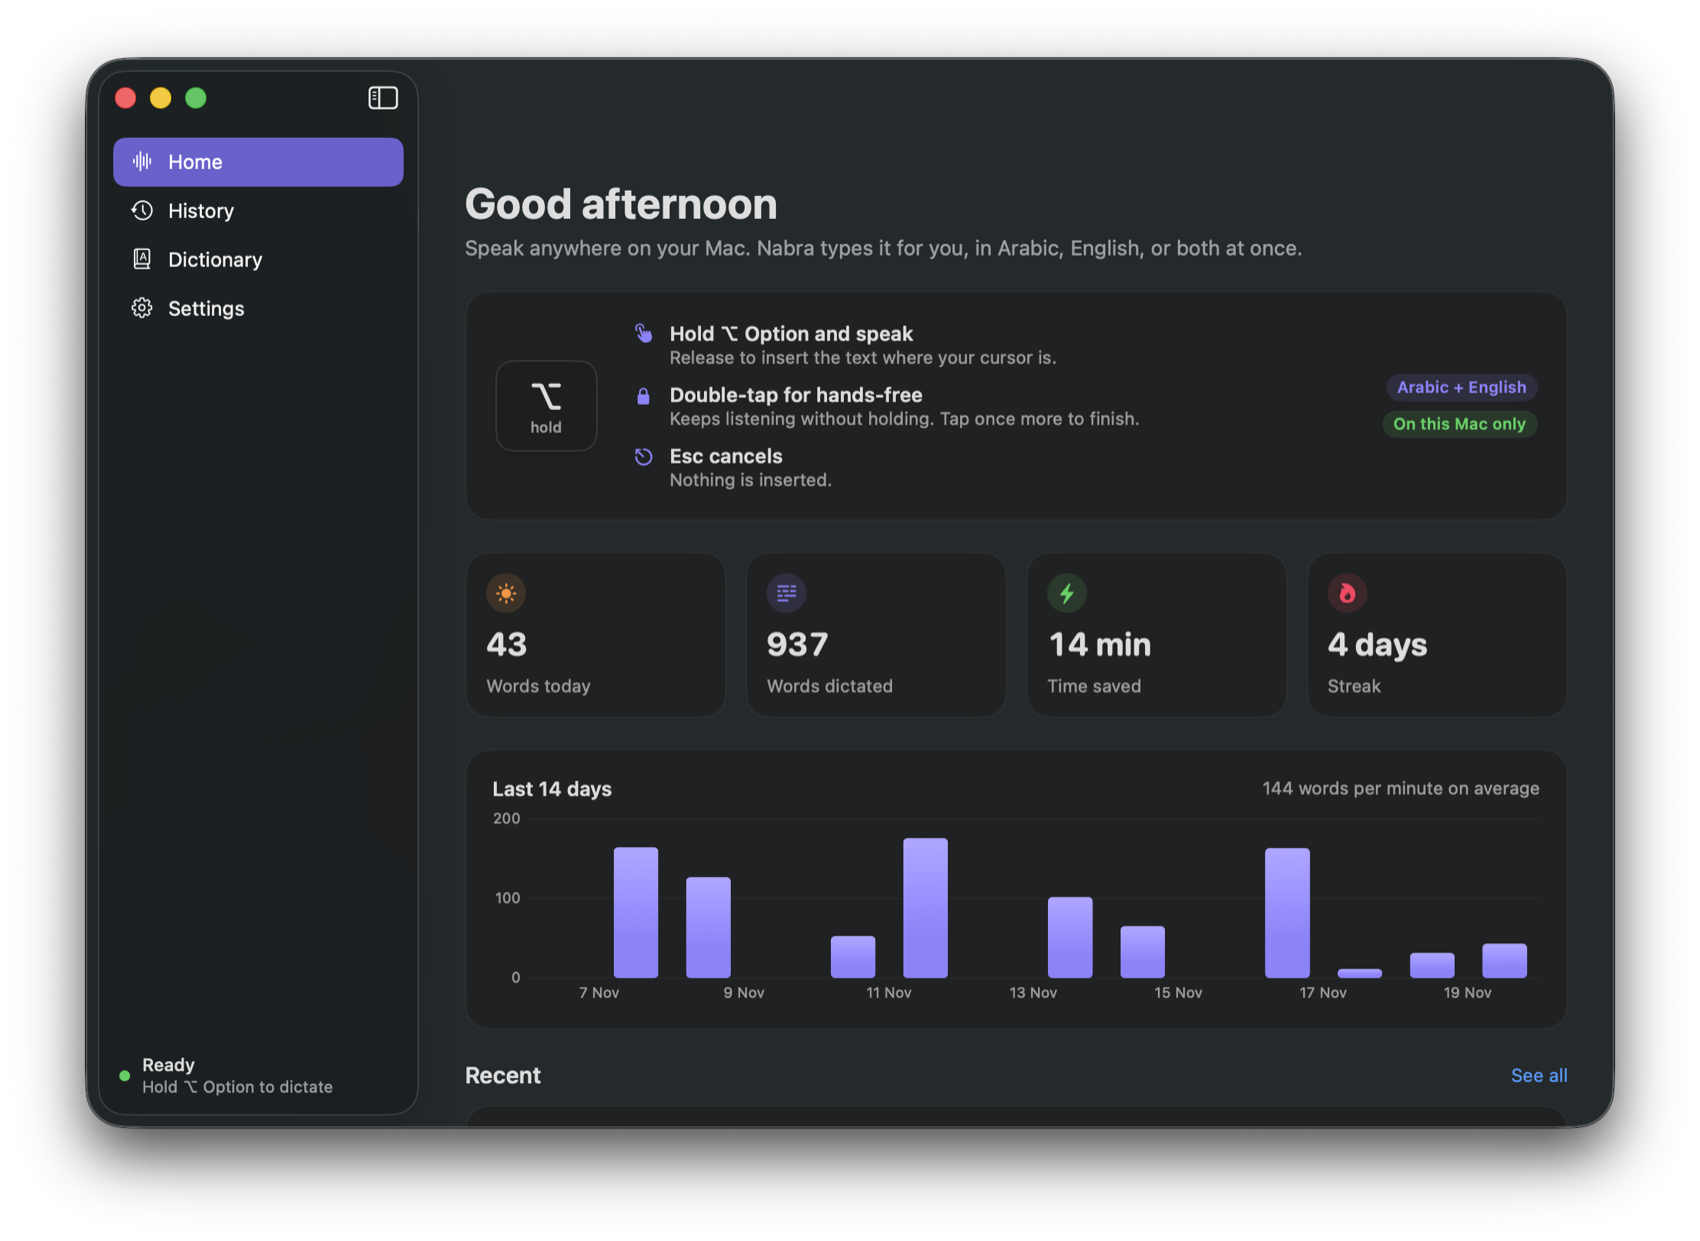 Home
History
Dictionary
Settings
Ready
Hold ⌥ Option to dictate
Good afternoon
Speak anywhere on your Mac. Nabra types it for you, in Arabic, English, or both at once.
⌥
hold
Hold ⌥ Option and speak
Release to insert the text where your cursor is.
Double-tap for hands-free
Keeps listening without holding. Tap once more to finish.
Esc cancels
Nothing is inserted.
Arabic + English
On this Mac only
43
Words today
937
Words dictated
14 min
Time saved
4 days
Streak
Last 14 days
144 words per minute on average
200
100
0
7 Nov
9 Nov
11 Nov
13 Nov
15 Nov
17 Nov
19 Nov
Recent
See all